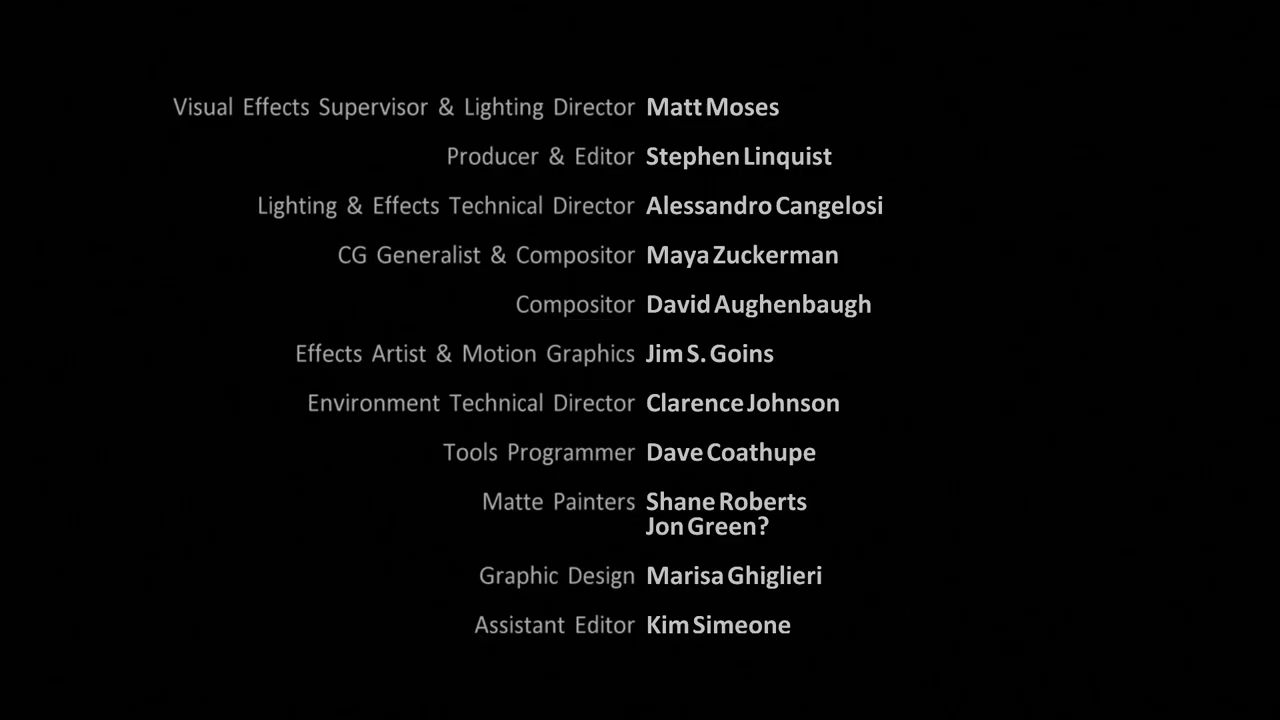 Visual Effects Supervisor & Lighting Director Matt Moses
Producer & Editor Stephen Linquist
Lighting & Effects Technical Director Alessandro Cangelosi
CG Generalist & Compositor Maya Zuckerman
Compositor David Aughenbaugh
Effects Artist & Motion Graphics Jim S. Goins
Environment Technical Director Clarence Johnson
Tools Programmer Dave Coathupe
Matte Painters Shane Roberts
Jon Green?
Graphic Design Marisa Ghiglieri
Assistant Editor Kim Simeone